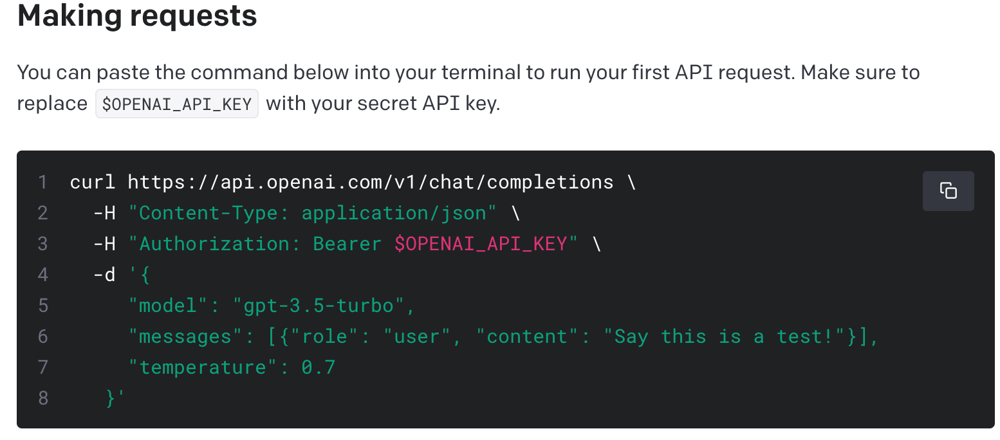 Making requests
You can paste the command below into your terminal to run your first API request. Make sure to
replace $OPENAI_API_KEY with your secret API key.
1 curl https://api.openai.com/v1/chat/completions \
2   -H "Content-Type: application/json" \
3   -H "Authorization: Bearer $OPENAI_API_KEY" \
4   -d '{
5      "model": "gpt-3.5-turbo",
6      "messages": [{"role": "user", "content": "Say this is a test!"}],
7      "temperature": 0.7
8    }'